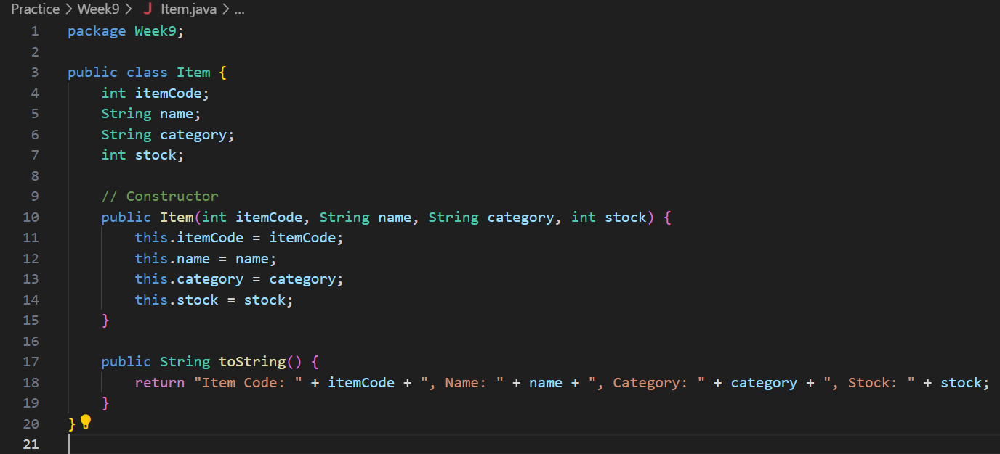 Practice > Week9 > J Item.java > ...
1 package Week9;
2
3 public class Item {
4     int itemCode;
5     String name;
6     String category;
7     int stock;
8
9     // Constructor
10     public Item(int itemCode, String name, String category, int stock) {
11         this.itemCode = itemCode;
12         this.name = name;
13         this.category = category;
14         this.stock = stock;
15     }
16
17     public String toString() {
18         return "Item Code: " + itemCode + ", Name: " + name + ", Category: " + category + ", Stock: " + stock;
19     }
20 }
21